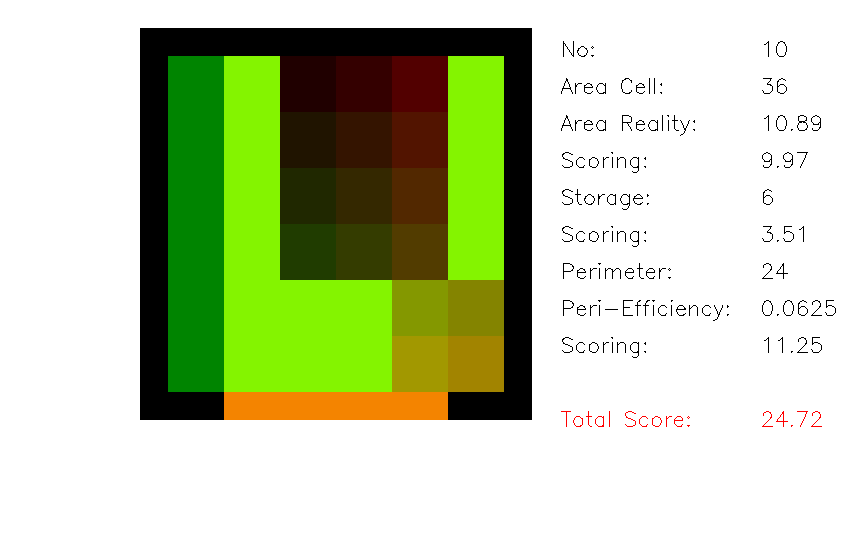 No: 10
Area Cell: 36
Area Reality: 10.89
Scoring: 9.97
Storage: 6
Scoring: 3.51
Perimeter: 24
Peri-Efficiency: 0.0625
Scoring: 11.25
Total Score: 24.72